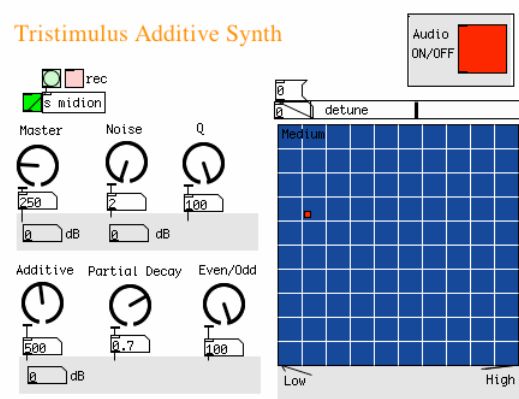 Tristimulus Additive Synth
Audio
ON/OFF
rec
s midion
0
0 detune
Master Noise Q
Medium
250 2 100
0 dB 0 dB
Additive Partial Decay Even/Odd
500 0.7 100
0 dB
Low High